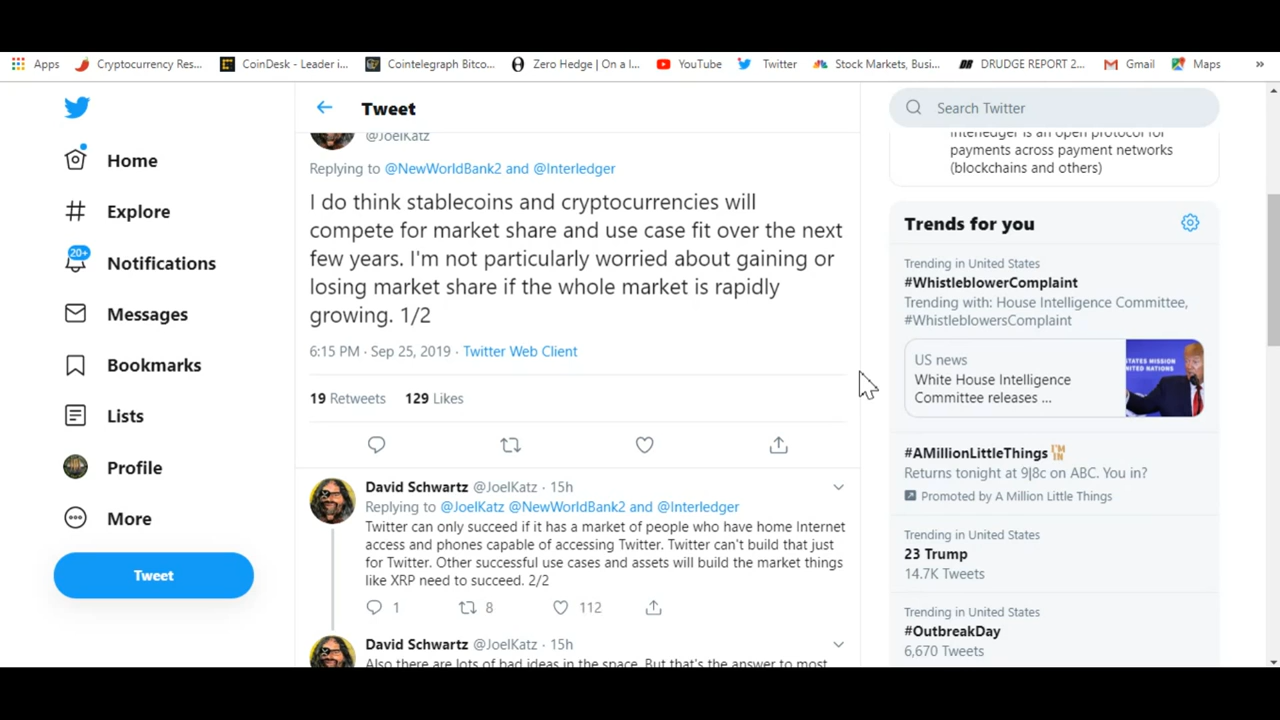 Apps
Cryptocurrency Res...
CoinDesk - Leader i...
Cointelegraph Bitco...
Zero Hedge | On a l...
YouTube
Twitter
Stock Markets, Busi...
DRUDGE REPORT 2...
Gmail
Maps
»
Home
Explore
20+
Notifications
Messages
Bookmarks
Lists
Profile
More
Tweet
Tweet
@JoelKatz
Replying to @NewWorldBank2 and @Interledger
I do think stablecoins and cryptocurrencies will
compete for market share and use case fit over the next
few years. I'm not particularly worried about gaining or
losing market share if the whole market is rapidly
growing. 1/2
6:15 PM · Sep 25, 2019 · Twitter Web Client
19 Retweets 129 Likes
David Schwartz @JoelKatz · 15h
Replying to @JoelKatz @NewWorldBank2 and @Interledger
Twitter can only succeed if it has a market of people who have home Internet
access and phones capable of accessing Twitter. Twitter can't build that just
for Twitter. Other successful use cases and assets will build the market things
like XRP need to succeed. 2/2
1 8 112
David Schwartz @JoelKatz · 15h
Also there are lots of bad ideas in the space. But that's the answer to most
Search Twitter
Interledger is an open protocol for
payments across payment networks
(blockchains and others)
Trends for you
Trending in United States
#WhistleblowerComplaint
Trending with: House Intelligence Committee,
#WhistleblowersComplaint
US news
White House Intelligence
Committee releases ...
STATES MISSION
UNITED NATIONS
#AMillionLittleThings I'M IN
Returns tonight at 9|8c on ABC. You in?
Promoted by A Million Little Things
Trending in United States
23 Trump
14.7K Tweets
Trending in United States
#OutbreakDay
6,670 Tweets